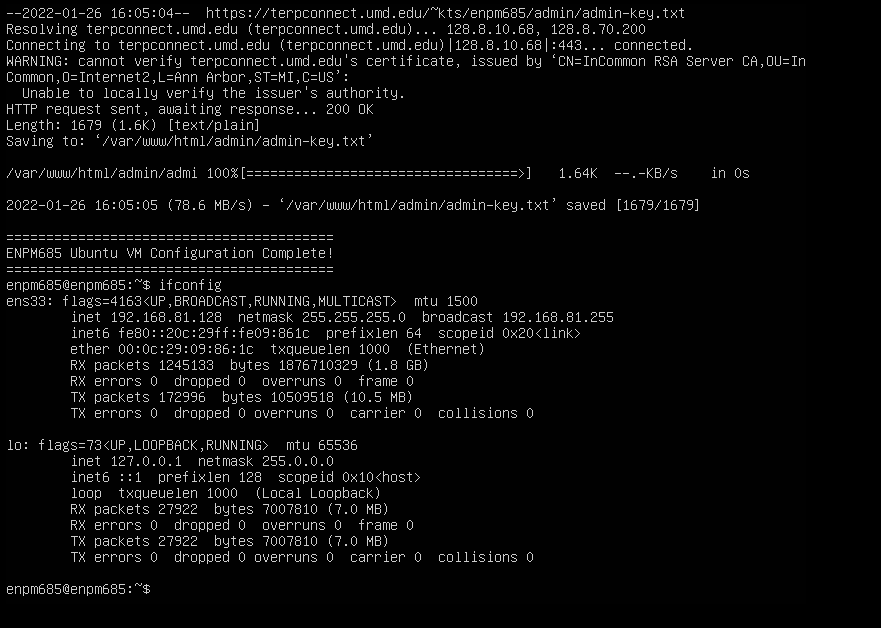 --2022-01-26 16:05:04--  https://terpconnect.umd.edu/~kts/enpm685/admin/admin-key.txt
Resolving terpconnect.umd.edu (terpconnect.umd.edu)... 128.8.10.68, 128.8.70.200
Connecting to terpconnect.umd.edu (terpconnect.umd.edu)|128.8.10.68|:443... connected.
WARNING: cannot verify terpconnect.umd.edu's certificate, issued by ‘CN=InCommon RSA Server CA,OU=In
Common,O=Internet2,L=Ann Arbor,ST=MI,C=US’:
  Unable to locally verify the issuer's authority.
HTTP request sent, awaiting response... 200 OK
Length: 1679 (1.6K) [text/plain]
Saving to: ‘/var/www/html/admin/admin-key.txt’
/var/www/html/admin/admi 100%[==================================>]   1.64K  --.-KB/s    in 0s
2022-01-26 16:05:05 (78.6 MB/s) - ‘/var/www/html/admin/admin-key.txt’ saved [1679/1679]
=========================================
ENPM685 Ubuntu VM Configuration Complete!
=========================================
enpm685@enpm685:~$ ifconfig
ens33: flags=4163<UP,BROADCAST,RUNNING,MULTICAST>  mtu 1500
        inet 192.168.81.128  netmask 255.255.255.0  broadcast 192.168.81.255
        inet6 fe80::20c:29ff:fe09:861c  prefixlen 64  scopeid 0x20<link>
        ether 00:0c:29:09:86:1c  txqueuelen 1000  (Ethernet)
        RX packets 1245133  bytes 1876710329 (1.8 GB)
        RX errors 0  dropped 0  overruns 0  frame 0
        TX packets 172996  bytes 10509518 (10.5 MB)
        TX errors 0  dropped 0 overruns 0  carrier 0  collisions 0
lo: flags=73<UP,LOOPBACK,RUNNING>  mtu 65536
        inet 127.0.0.1  netmask 255.0.0.0
        inet6 ::1  prefixlen 128  scopeid 0x10<host>
        loop  txqueuelen 1000  (Local Loopback)
        RX packets 27922  bytes 7007810 (7.0 MB)
        RX errors 0  dropped 0  overruns 0  frame 0
        TX packets 27922  bytes 7007810 (7.0 MB)
        TX errors 0  dropped 0 overruns 0  carrier 0  collisions 0
enpm685@enpm685:~$